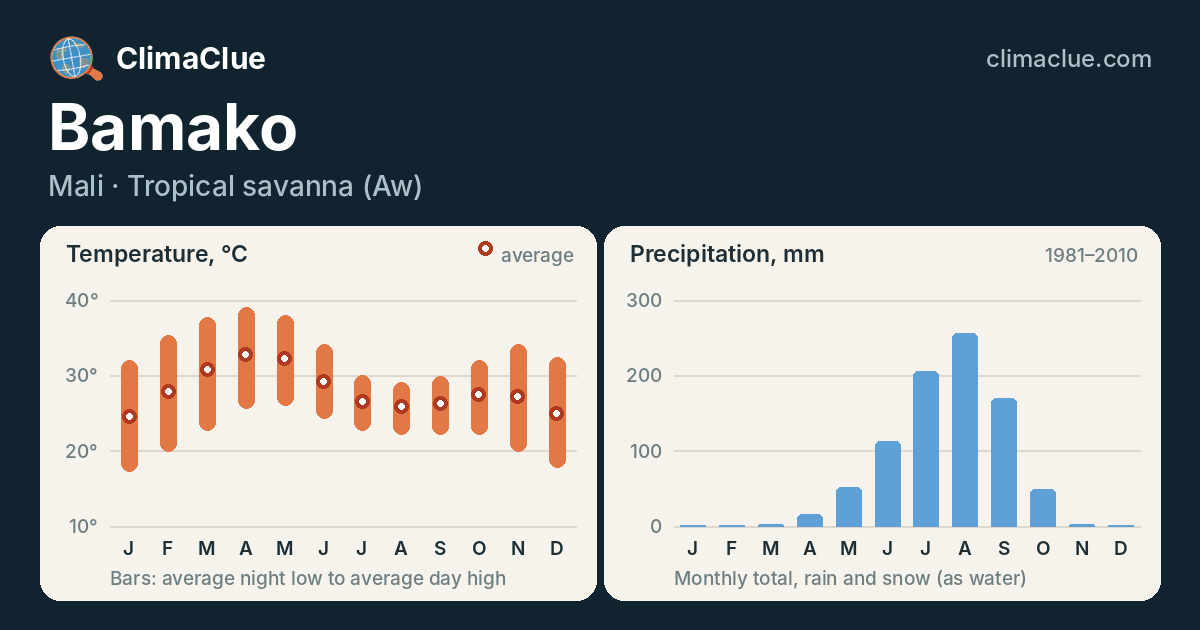 ClimaClue
climaclue.com
Bamako
Mali · Tropical savanna (Aw)
Temperature, °C
average
40°
30°
20°
10°
J F M A M J J A S O N D
Bars: average night low to average day high
Precipitation, mm
1981–2010
300
200
100
0
J F M A M J J A S O N D
Monthly total, rain and snow (as water)